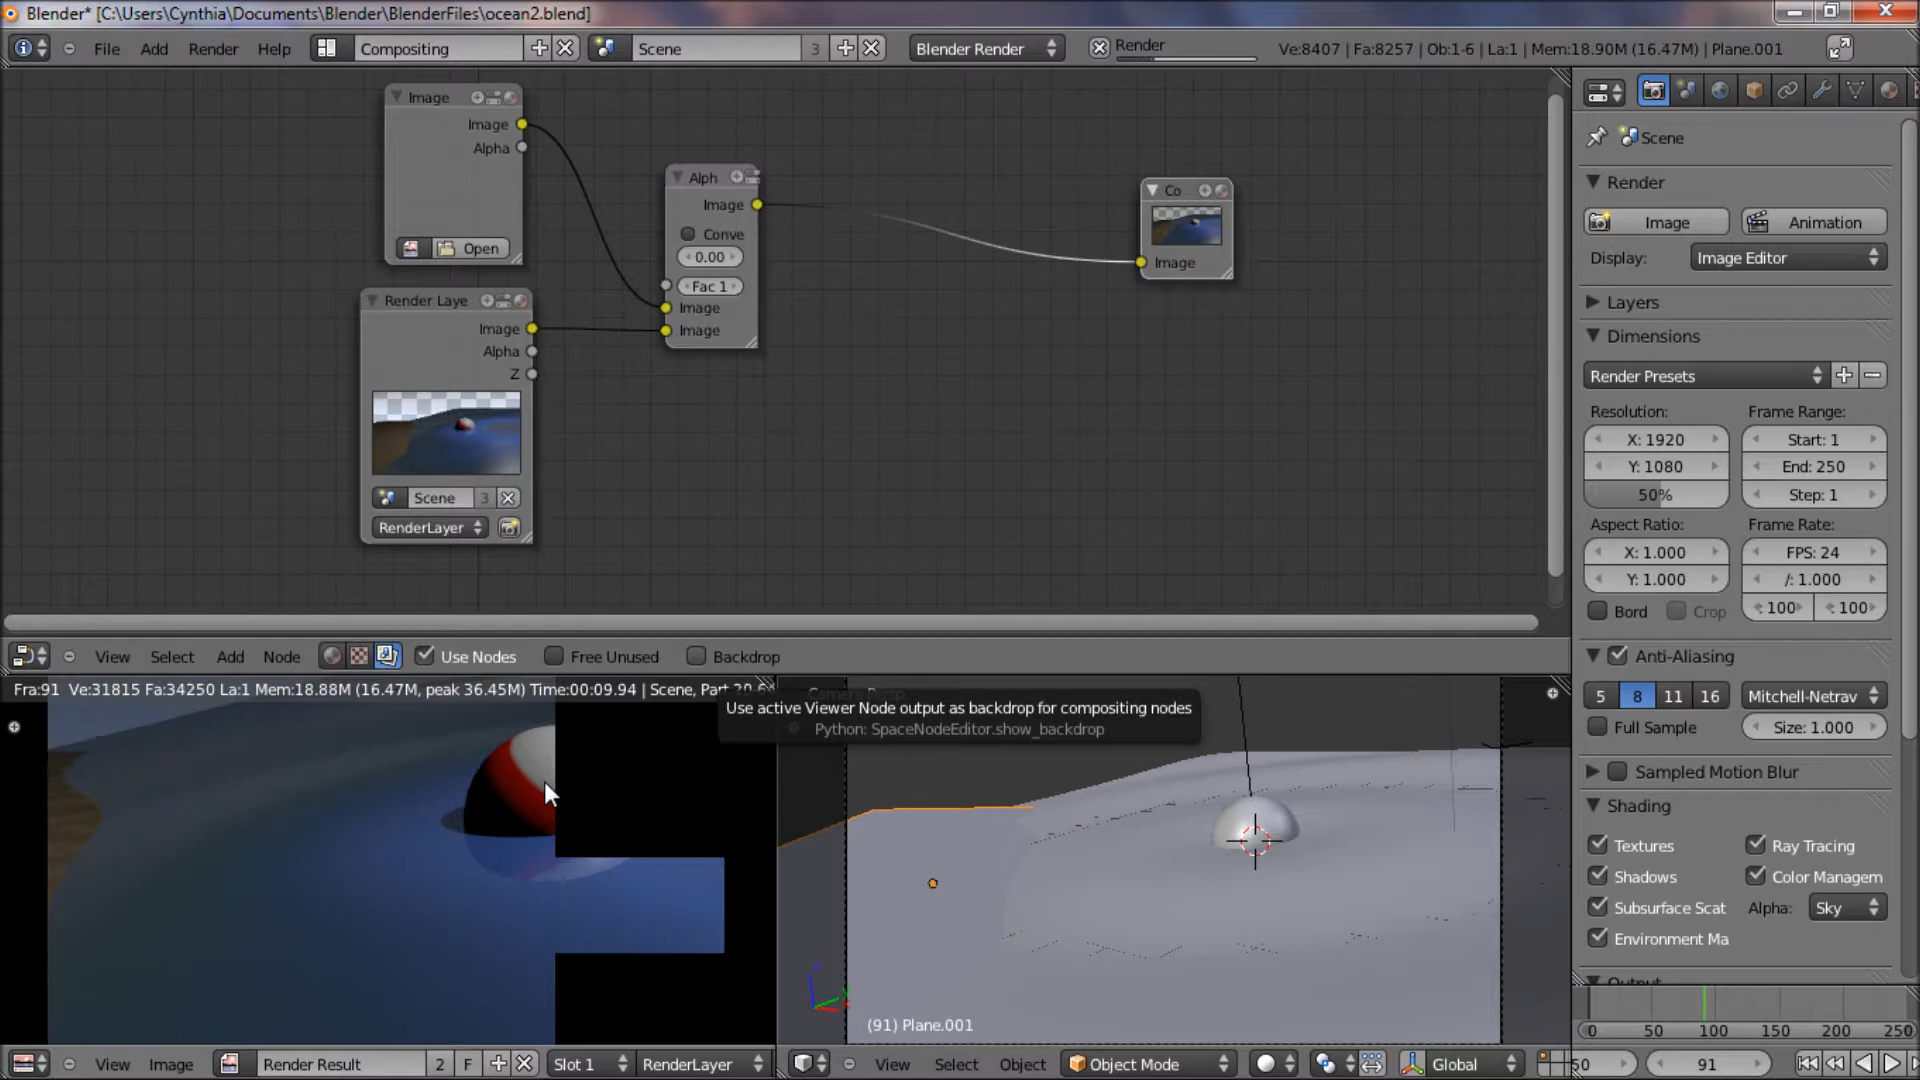 Blender* [C:\Users\Cynthia\Documents\Blender\BlenderFiles\ocean2.blend]
File Add Render Help Compositing Scene 3 Blender Render Render Ve:8407 | Fa:8257 | Ob:1-6 | La:1 | Mem:18.90M (16.47M) | Plane.001
Image
Image
Alpha
Open
Alph
Image
Conve
0.00
Fac 1
Image
Image
Co
Image
Render Laye
Image
Alpha
Z
Scene 3
RenderLayer
View Select Add Node Use Nodes Free Unused Backdrop
Fra:91 Ve:31815 Fa:34250 La:1 Mem:18.88M (16.47M, peak 36.45M) Time:00:09.94 | Scene, Part
Use active Viewer Node output as backdrop for compositing nodes
Python: SpaceNodeEditor.show_backdrop
(91) Plane.001
View Image Render Result 2 F Slot 1 RenderLayer
View Select Object Object Mode Global
Scene
Render
Image Animation
Display: Image Editor
Layers
Dimensions
Render Presets
Resolution: Frame Range:
X: 1920 Start: 1
Y: 1080 End: 250
50% Step: 1
Aspect Ratio: Frame Rate:
X: 1.000 FPS: 24
Y: 1.000 /: 1.000
Bord Crop 100 100
Anti-Aliasing
5 8 11 16 Mitchell-Netrav
Full Sample Size: 1.000
Sampled Motion Blur
Shading
Textures Ray Tracing
Shadows Color Managem
Subsurface Scat Alpha: Sky
Environment Ma
0 50 100 150 200 250
50 91